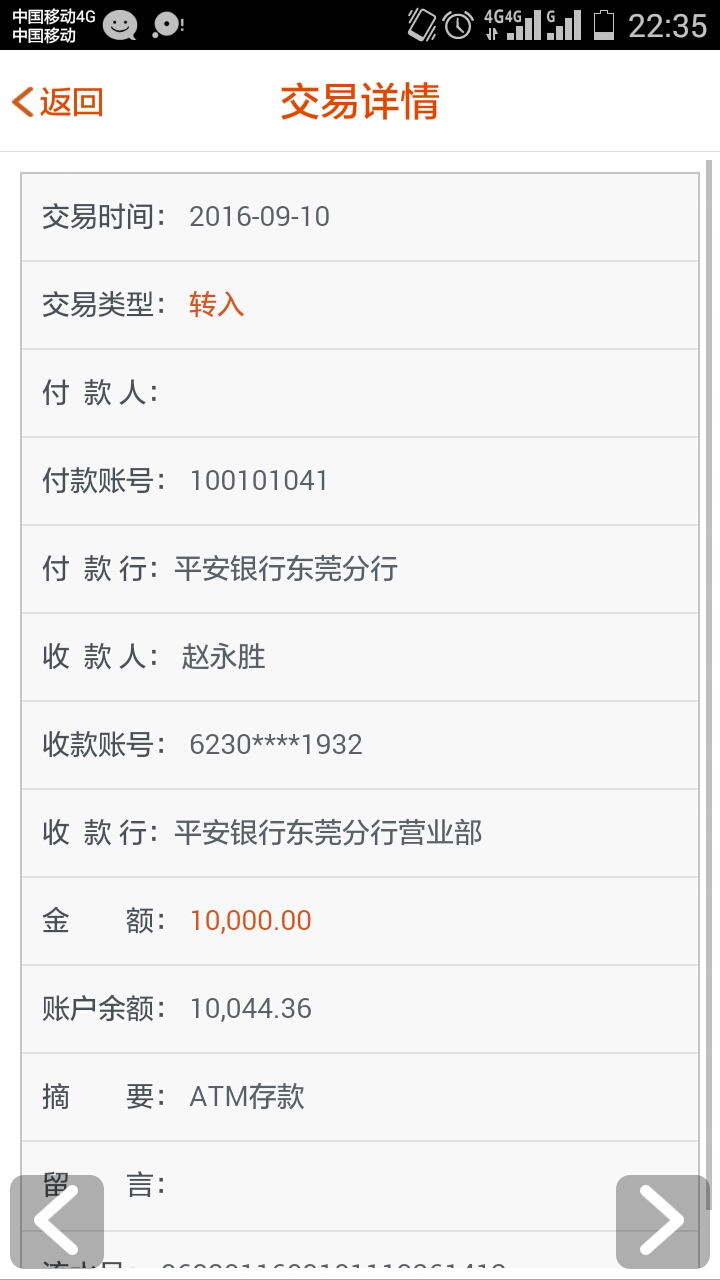 中国移动4G
中国移动
4G4G G 22:35
返回 交易详情
交易时间： 2016-09-10
交易类型： 转入
付 款 人：
付款账号： 100101041
付 款 行：平安银行东莞分行
收 款 人： 赵永胜
收款账号： 6230****1932
收 款 行：平安银行东莞分行营业部
金 额： 10,000.00
账户余额： 10,044.36
摘 要： ATM存款
留 言：